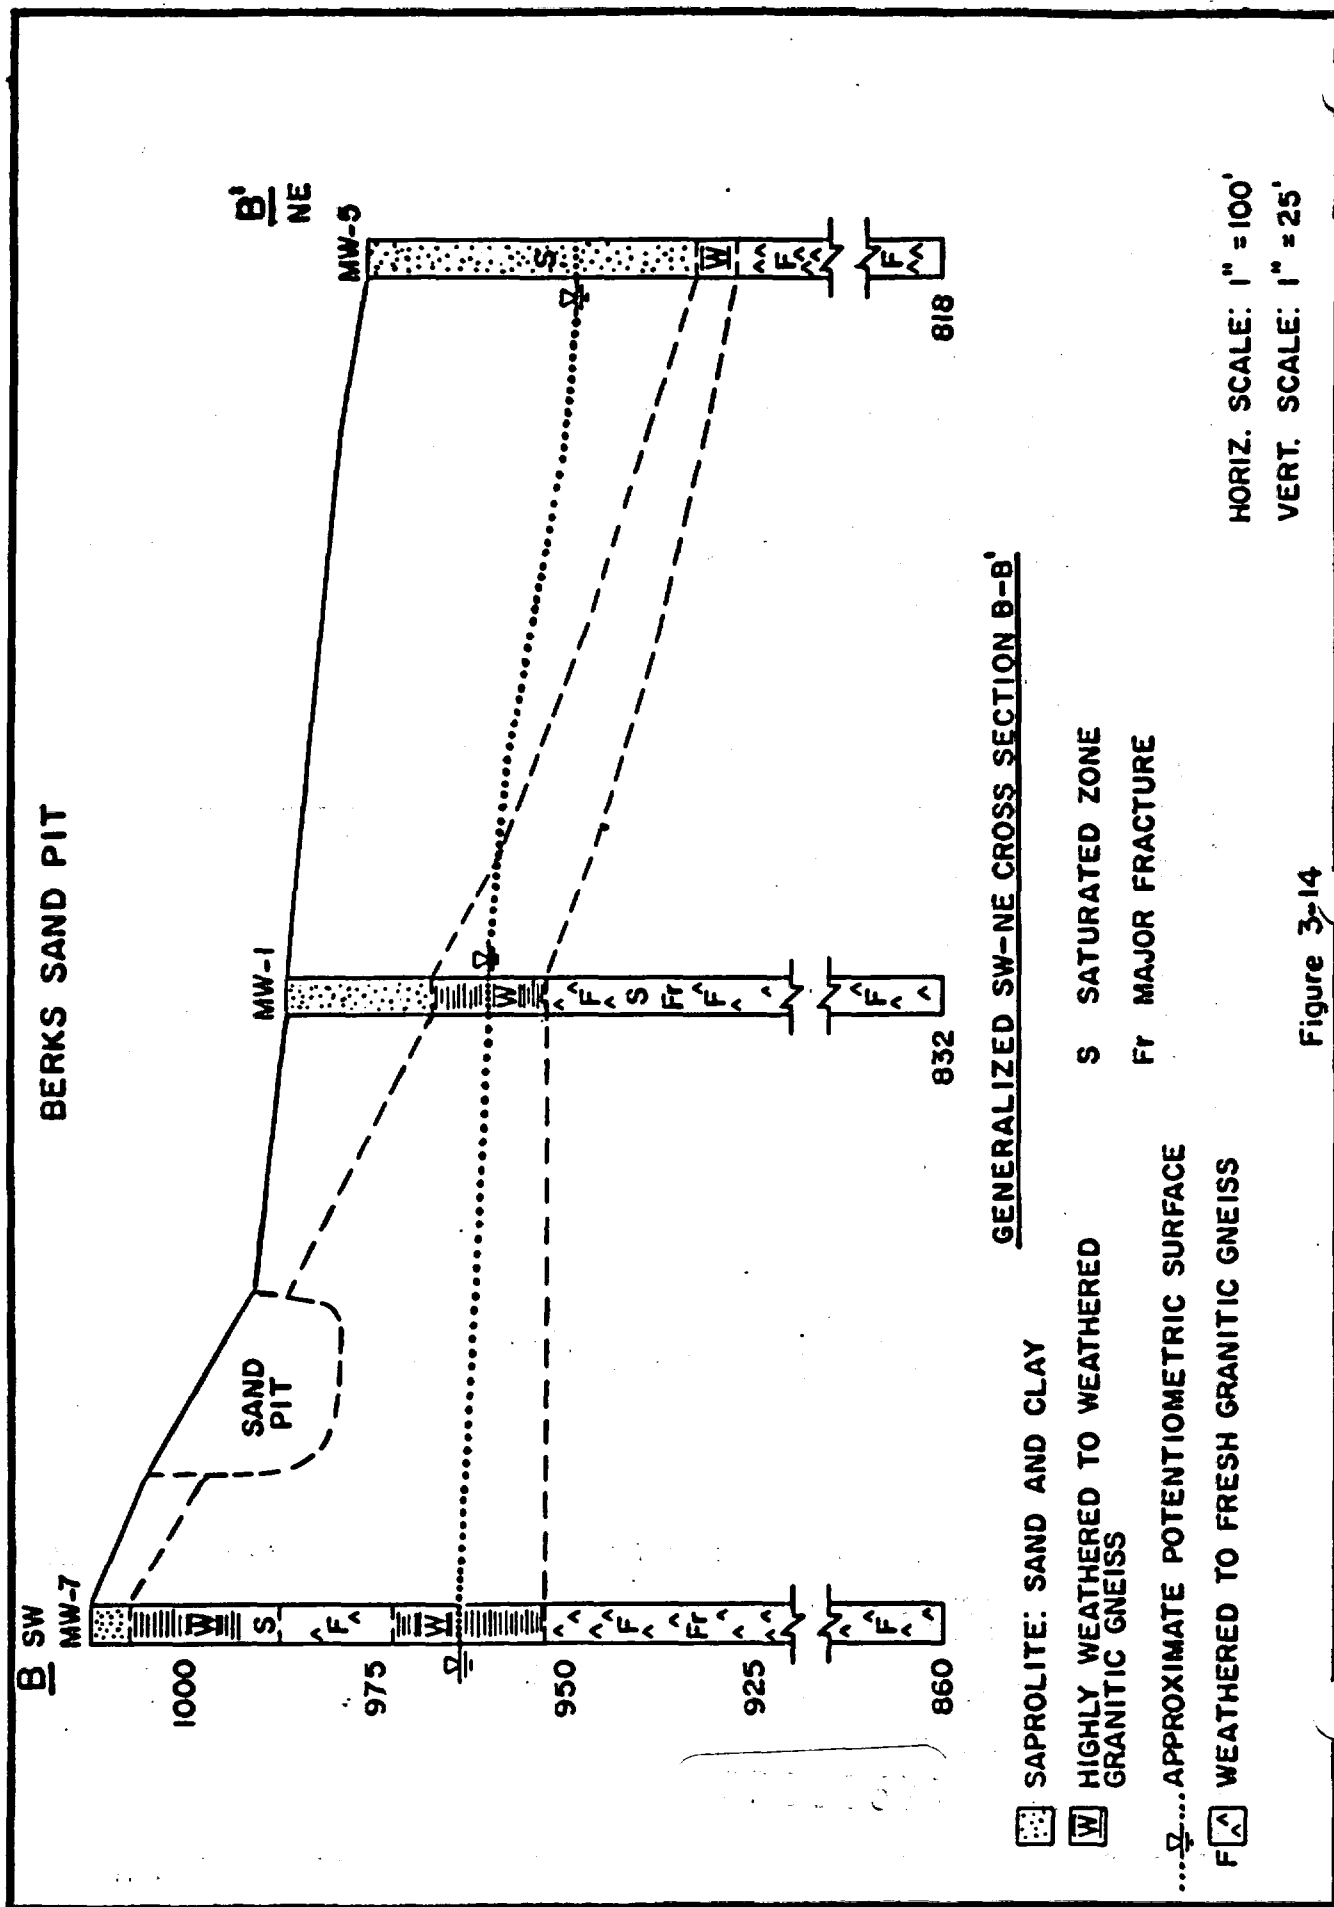 BERKS SAND PIT
B
SW
MW-7
MW-1
B'
NE
MW-5
1000
975
950
925
860
W
S
F
W
F
Fr
F
SAND
PIT
W
F
S
Fr
F
F
832
S
W
F
F
818
GENERALIZED SW-NE CROSS SECTION B-B'
SAPROLITE: SAND AND CLAY
W HIGHLY WEATHERED TO WEATHERED
GRANITIC GNEISS
APPROXIMATE POTENTIOMETRIC SURFACE
F WEATHERED TO FRESH GRANITIC GNEISS
S SATURATED ZONE
Fr MAJOR FRACTURE
HORIZ. SCALE: 1" = 100'
VERT. SCALE: 1" = 25'
Figure 3-14